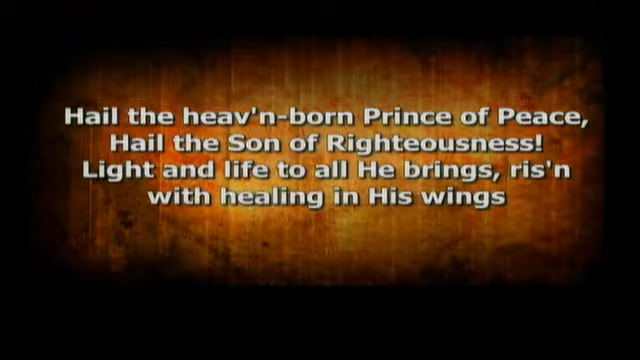 Hail the heav'n-born Prince of Peace,
Hail the Son of Righteousness!
Light and life to all He brings, ris'n
with healing in His wings